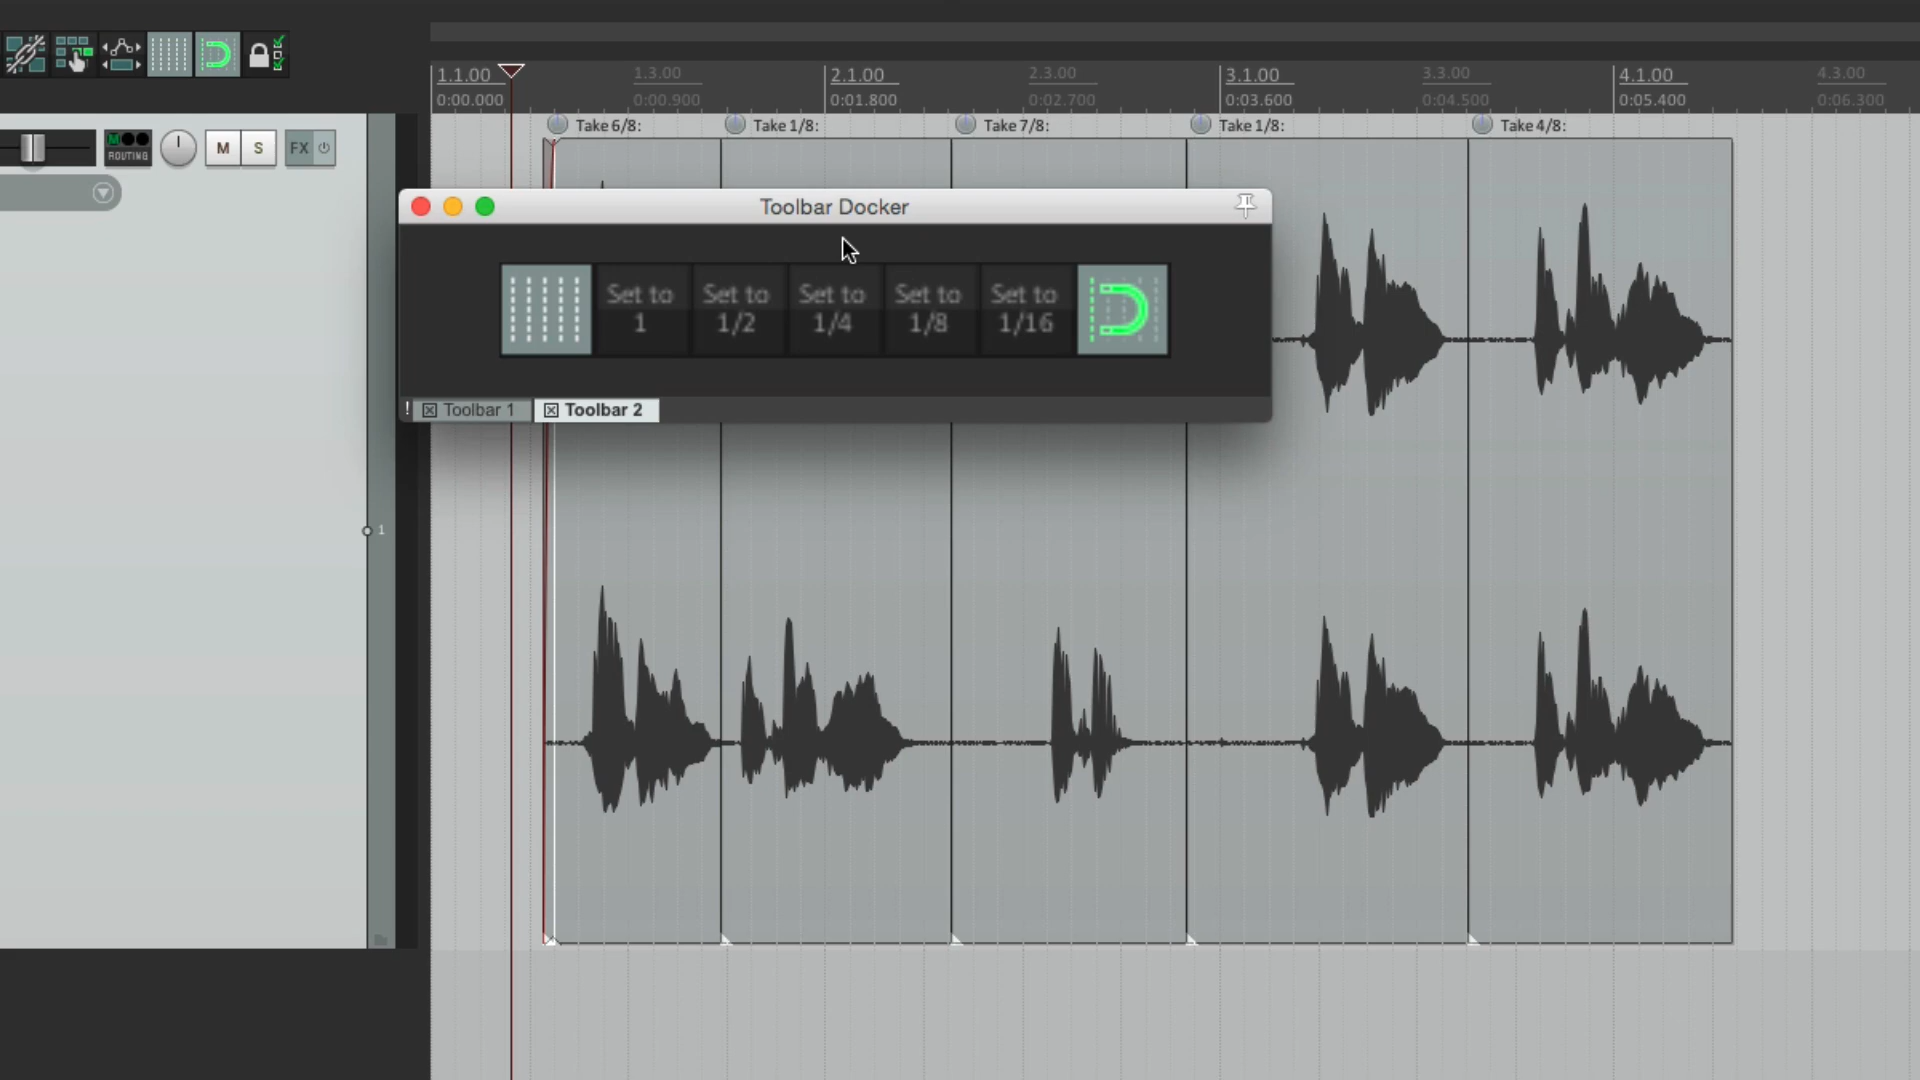 1.1.00 1.3.00 2.1.00 2.3.00 3.1.00 3.3.00 4.1.00 4.3.00
0:00.000 0:00.900 0:01.800 0:02.700 0:03.600 0:04.500 0:05.400 0:06.300
Take 6/8: Take 1/8: Take 7/8: Take 1/8: Take 4/8:
M
ROUTING
M S FX
Toolbar Docker
Set to 1
Set to 1/2
Set to 1/4
Set to 1/8
Set to 1/16
! Toolbar 1 Toolbar 2
1